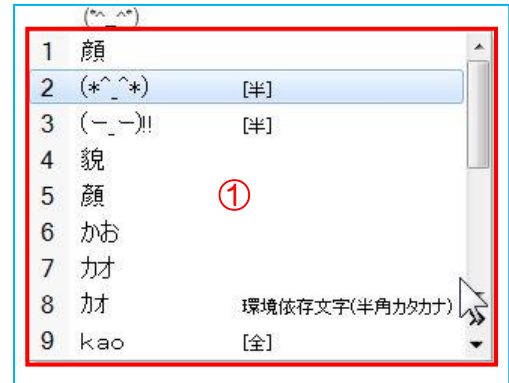 (*^_^*)
1 顔
2 (*^_^*) [半]
3 (ー_ー)!! [半]
4 貌
5 顏
6 かお
7 カオ
8 ｶｵ 環境依存文字(半角ｶﾀｶﾅ)
9 ｋａｏ [全]
①